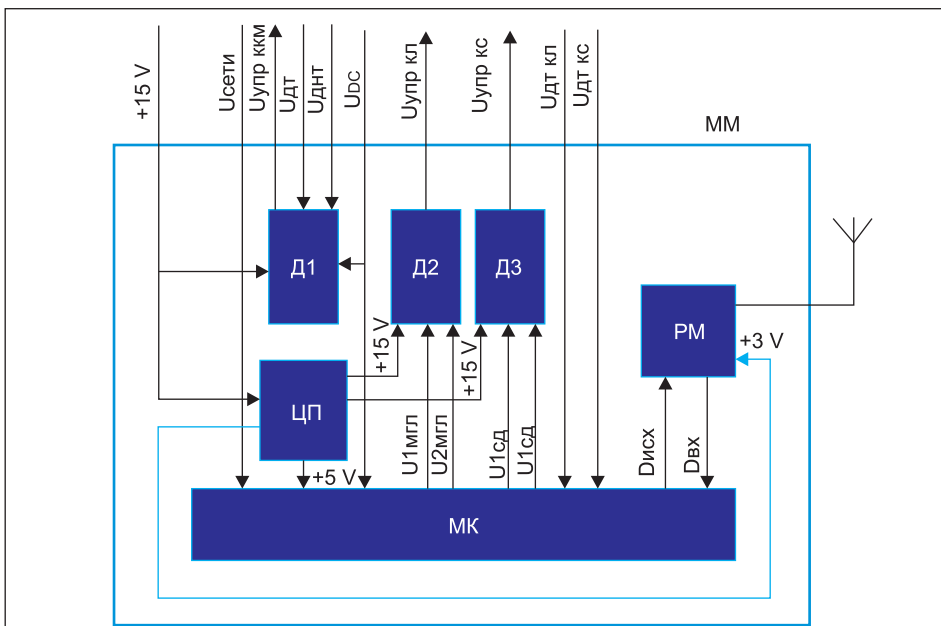 +15 V
Uсети
Uупр ккм
Uдт
Uднт
UDC
Uупр кл
Uупр кс
Uдт кл
Uдт кс
ММ
Д1
Д2
Д3
РМ
+3 V
+15 V
+15 V
ЦП
+5 V
U1мгл
U2мгл
U1сд
U1сд
Dисх
Dвх
МК